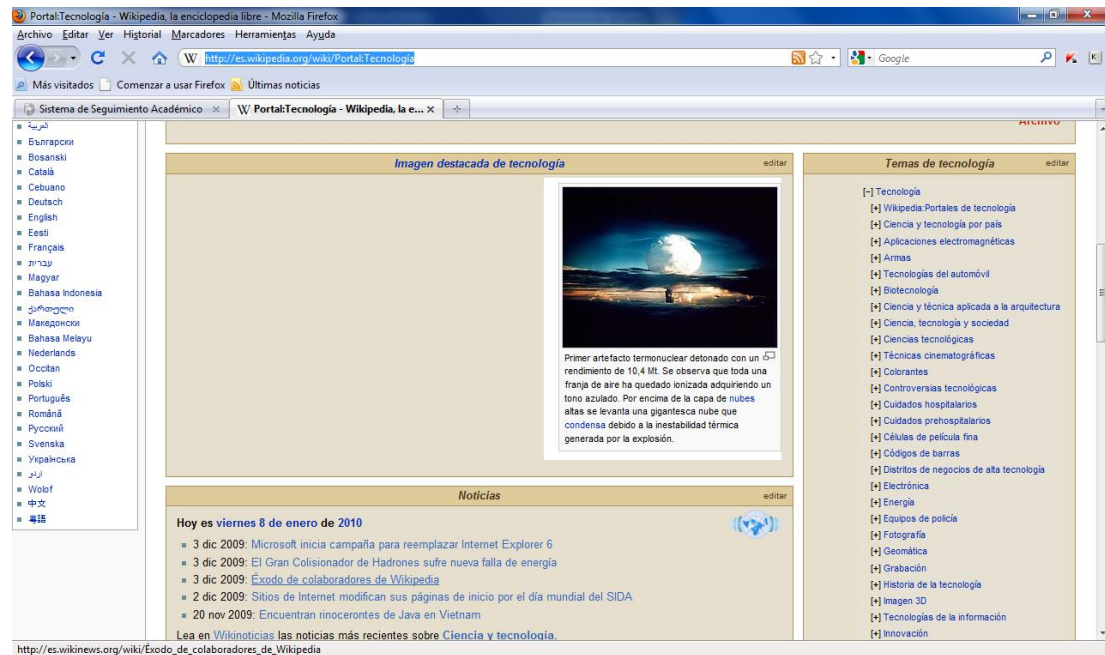 Portal:Tecnología - Wikipedia, la enciclopedia libre - Mozilla Firefox
Archivo Editar Ver Historial Marcadores Herramientas Ayuda
W http://es.wikipedia.org/wiki/Portal:Tecnología
Google
K
Más visitados Comenzar a usar Firefox Últimas noticias
Sistema de Seguimiento Académico
W Portal:Tecnología - Wikipedia, la e...
العربية
Български
Bosanski
Català
Cebuano
Deutsch
English
Eesti
Français
עברית
Magyar
Bahasa Indonesia
ქართული
Македонски
Bahasa Melayu
Nederlands
Occitan
Polski
Português
Română
Русский
Svenska
Українська
اردو
Wolof
中文
粵語
Archivo
Imagen destacada de tecnología
editar
Primer artefacto termonuclear detonado con un
rendimiento de 10,4 Mt. Se observa que toda una
franja de aire ha quedado ionizada adquiriendo un
tono azulado. Por encima de la capa de nubes
altas se levanta una gigantesca nube que
condensa debido a la inestabilidad térmica
generada por la explosión.
Noticias
editar
Hoy es viernes 8 de enero de 2010
3 dic 2009: Microsoft inicia campaña para reemplazar Internet Explorer 6
3 dic 2009: El Gran Colisionador de Hadrones sufre nueva falla de energía
3 dic 2009: Éxodo de colaboradores de Wikipedia
2 dic 2009: Sitios de Internet modifican sus páginas de inicio por el día mundial del SIDA
20 nov 2009: Encuentran rinocerontes de Java en Vietnam
Lea en Wikinoticias las noticias más recientes sobre Ciencia y tecnología.
Temas de tecnología
editar
[−] Tecnología
[+] Wikipedia:Portales de tecnología
[+] Ciencia y tecnología por país
[+] Aplicaciones electromagnéticas
[+] Armas
[+] Tecnologías del automóvil
[+] Biotecnología
[+] Ciencia y técnica aplicada a la arquitectura
[+] Ciencia, tecnología y sociedad
[+] Ciencias tecnológicas
[+] Técnicas cinematográficas
[+] Colorantes
[+] Controversias tecnológicas
[+] Cuidados hospitalarios
[+] Cuidados prehospitalarios
[+] Células de película fina
[+] Códigos de barras
[+] Distritos de negocios de alta tecnología
[+] Electrónica
[+] Energía
[+] Equipos de policía
[+] Fotografía
[+] Geomática
[+] Grabación
[+] Historia de la tecnología
[+] Imagen 3D
[+] Tecnologías de la información
[+] Innovación
http://es.wikinews.org/wiki/Éxodo_de_colaboradores_de_Wikipedia